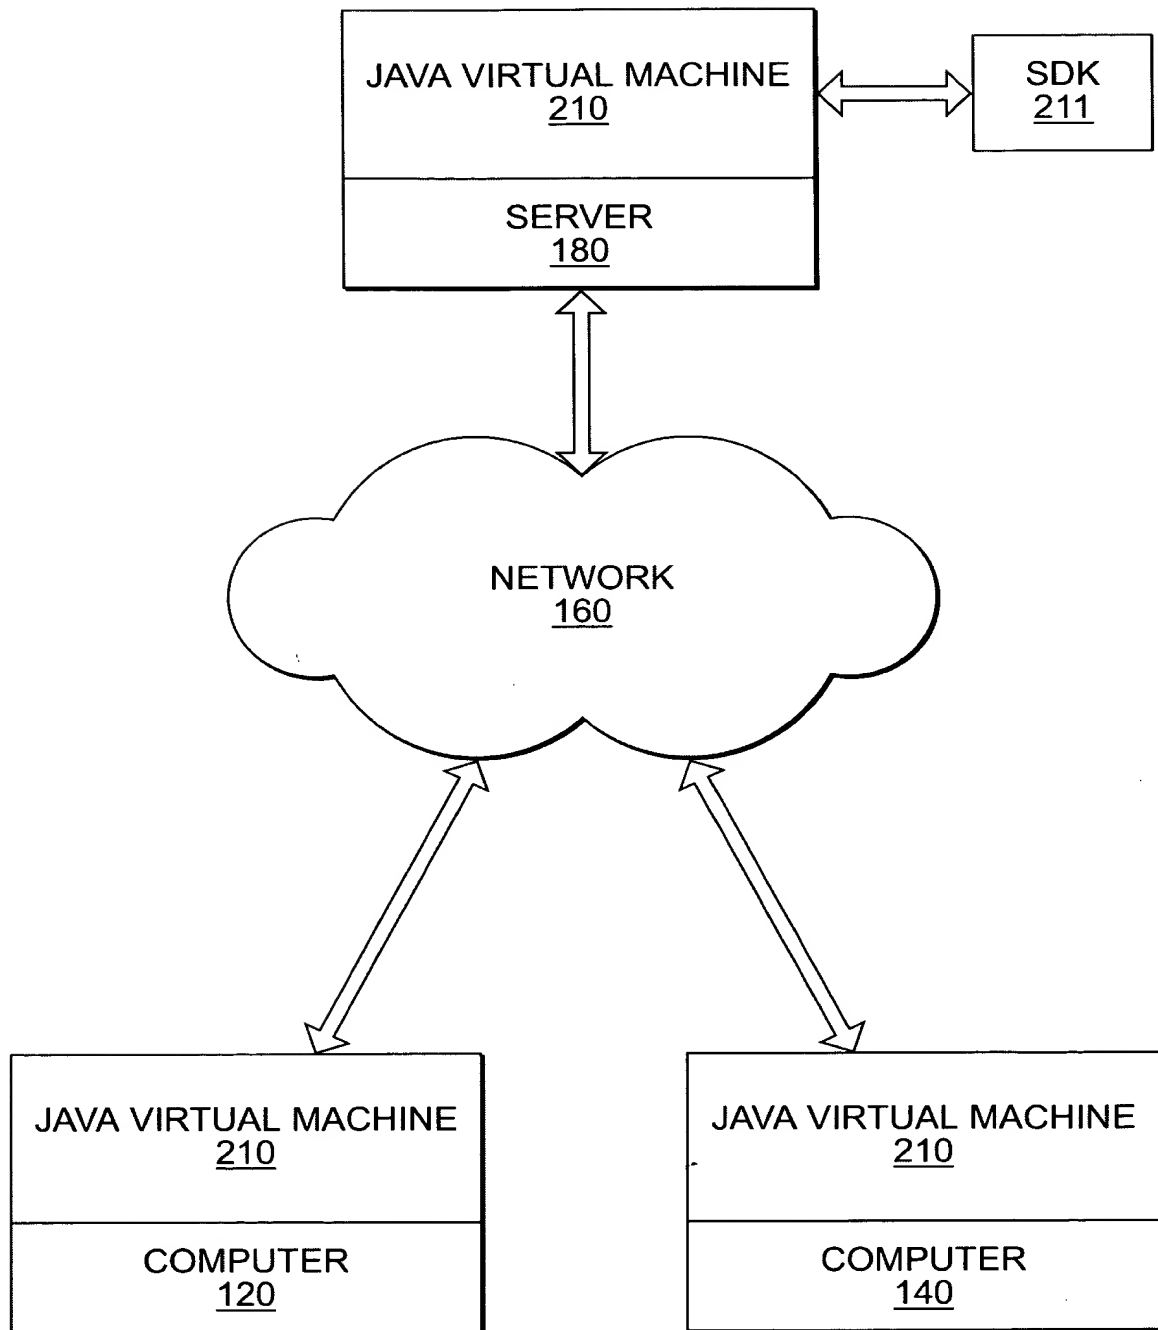 JAVA VIRTUAL MACHINE
210
SDK
211
SERVER
180
NETWORK
160
JAVA VIRTUAL MACHINE
210
COMPUTER
120
JAVA VIRTUAL MACHINE
210
COMPUTER
140